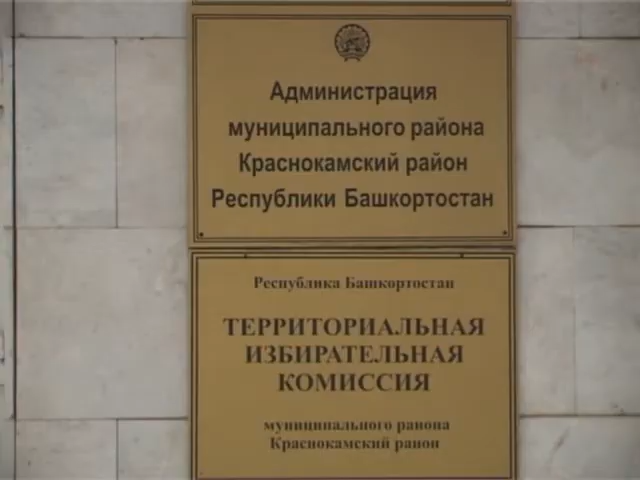 Администрация
муниципального района
Краснокамский район
Республики Башкортостан
Республика Башкортостан
ТЕРРИТОРИАЛЬНАЯ
ИЗБИРАТЕЛЬНАЯ
КОМИССИЯ
муниципального района
Краснокамский район